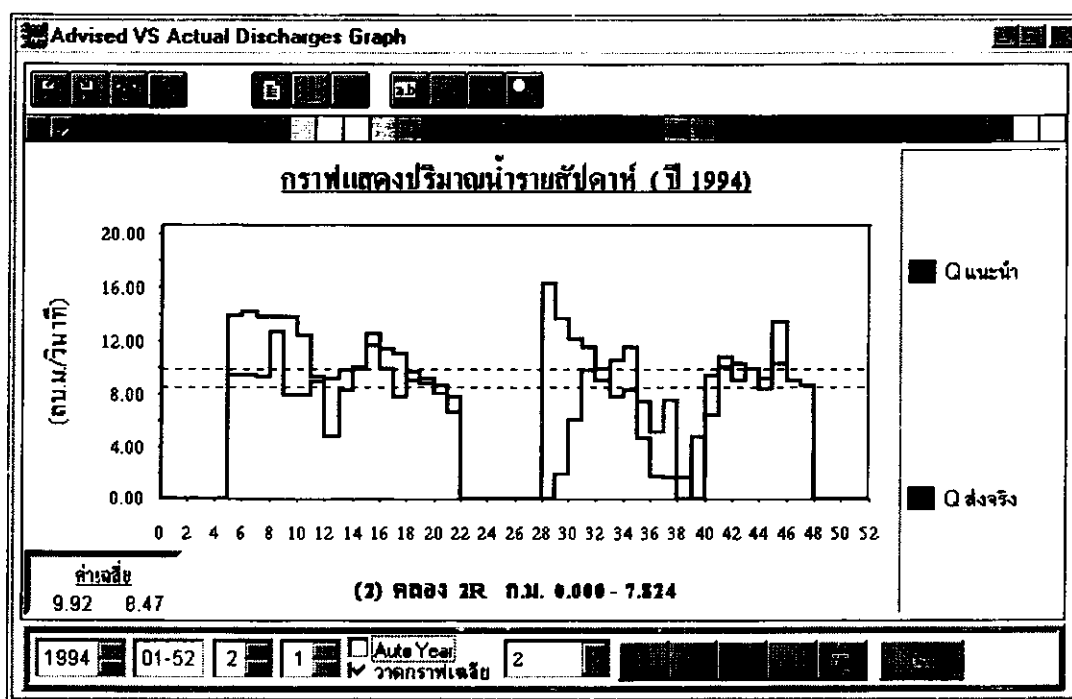 Advised VS Actual Discharges Graph
a.b
กราฟแสดงปริมาณน้ำรายสัปดาห์ ( ปี 1994)
(ลบ.ม./วินาที)
20.00
16.00
12.00
8.00
4.00
0.00
0 2 4 6 8 10 12 14 16 18 20 22 24 26 28 30 32 34 36 38 40 42 44 46 48 50 52
Q แนะนำ
Q ส่งจริง
ค่าเฉลี่ย
9.92 8.47
(2) คลอง 2R ก.ม. 0.000 - 7.824
1994 01-52 2 1
Auto Year
วาดกราฟเฉลี่ย
2